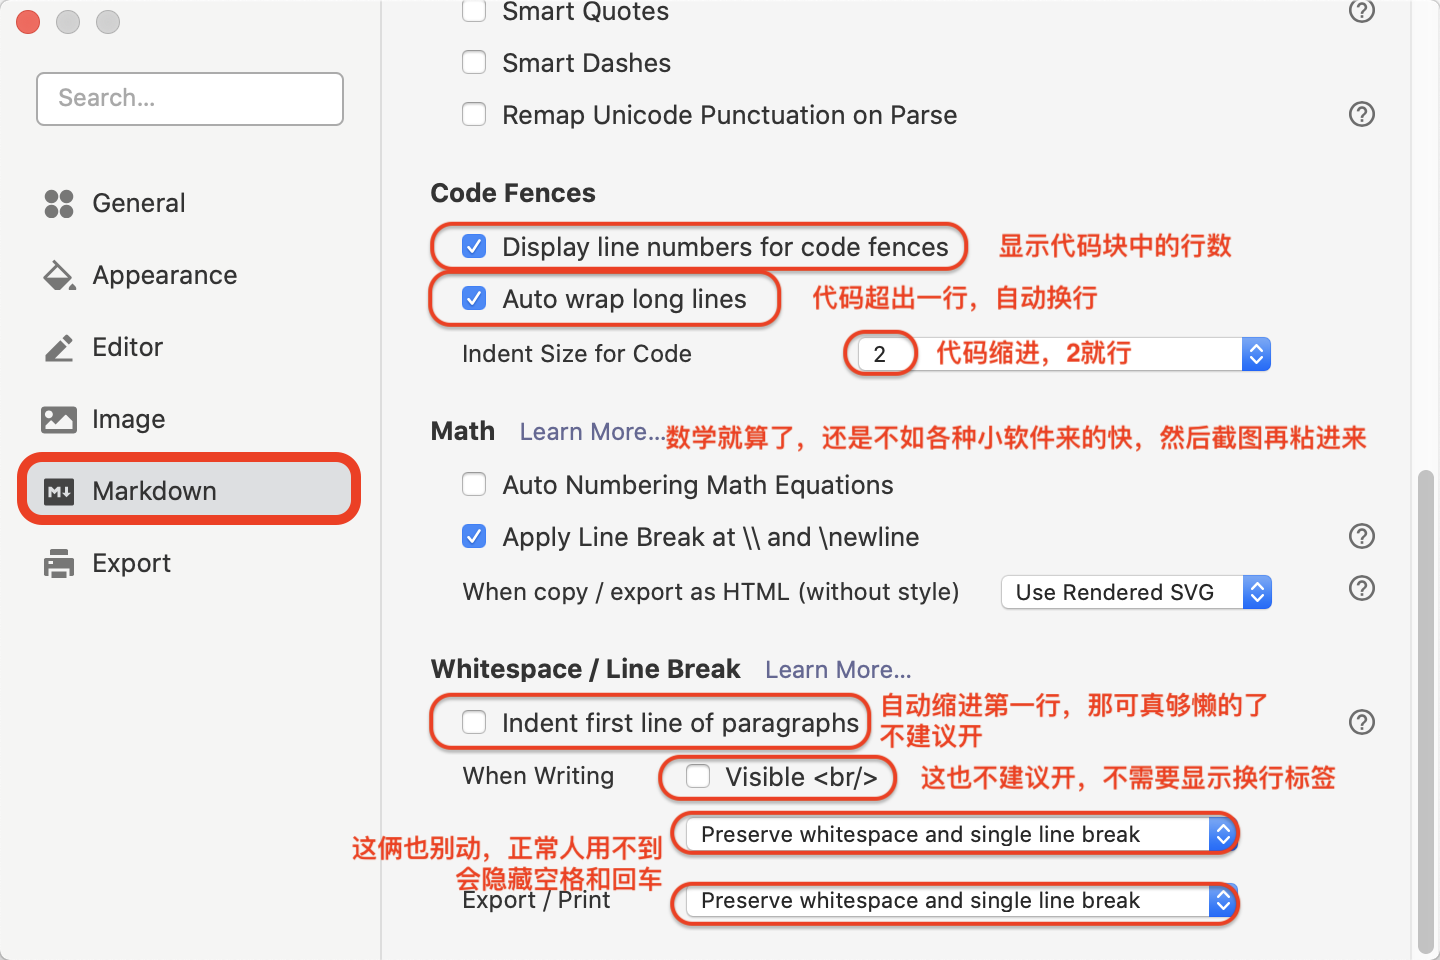 Search...
General
Appearance
Editor
Image
Markdown
Export
Smart Quotes
Smart Dashes
Remap Unicode Punctuation on Parse
Code Fences
Display line numbers for code fences 显示代码块中的行数
Auto wrap long lines 代码超出一行，自动换行
Indent Size for Code 2 代码缩进，2就行
Math Learn More... 数学就算了，还是不如各种小软件来的快，然后截图再粘进来
Auto Numbering Math Equations
Apply Line Break at \\ and \newline
When copy / export as HTML (without style) Use Rendered SVG
Whitespace / Line Break Learn More...
Indent first line of paragraphs 自动缩进第一行，那可真够懒的了
不建议开
When Writing Visible <br/> 这也不建议开，不需要显示换行标签
Preserve whitespace and single line break
这俩也别动，正常人用不到
会隐藏空格和回车
Export / Print Preserve whitespace and single line break